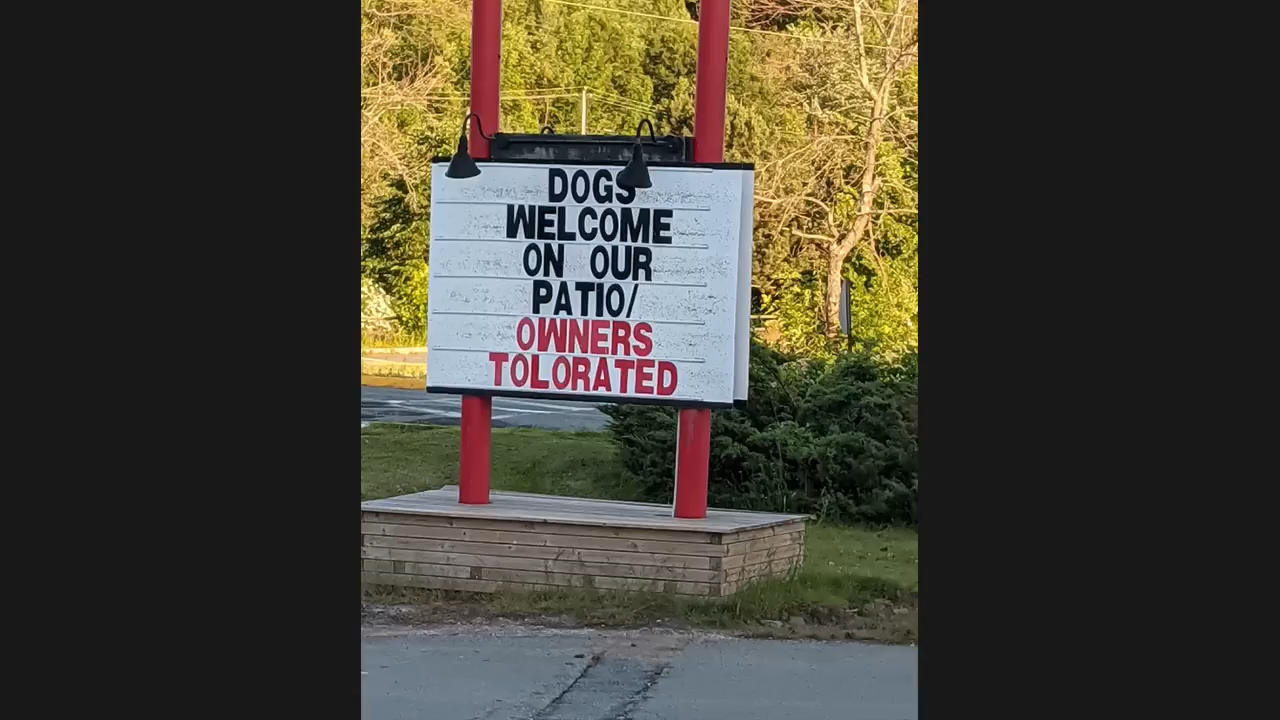 DOGS
WELCOME
ON OUR
PATIO/
OWNERS
TOLORATED